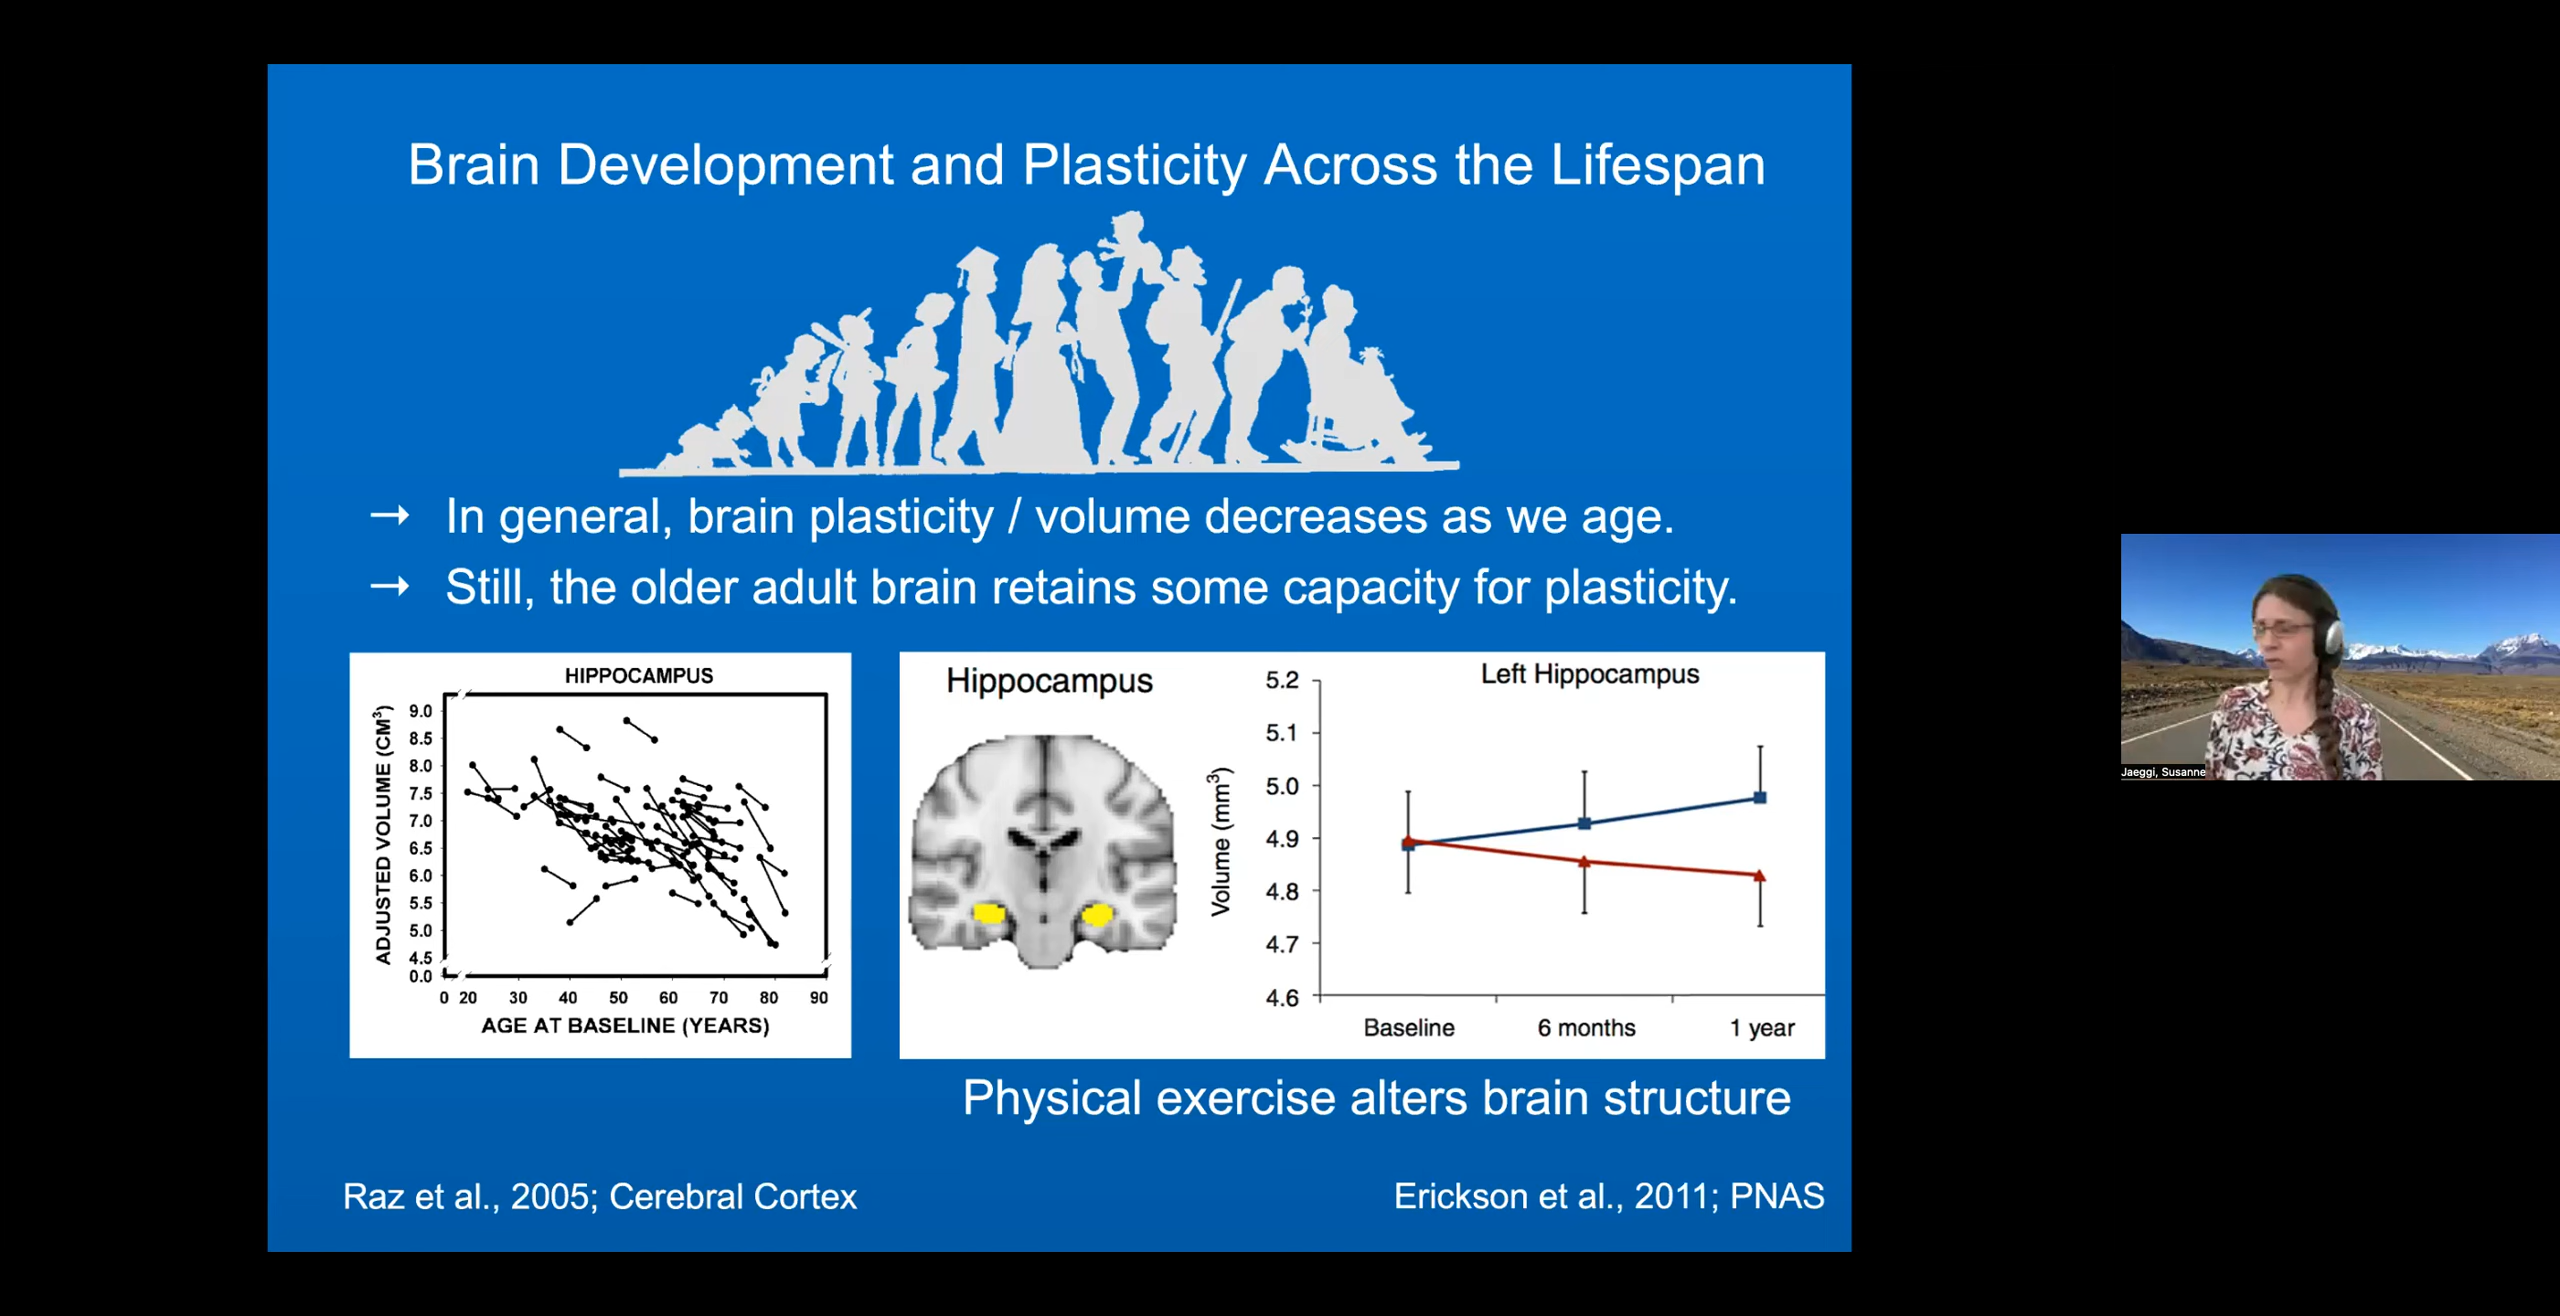 Brain Development and Plasticity Across the Lifespan
→ In general, brain plasticity / volume decreases as we age.
→ Still, the older adult brain retains some capacity for plasticity.
HIPPOCAMPUS
ADJUSTED VOLUME (CM³)
9.0
8.5
8.0
7.5
7.0
6.5
6.0
5.5
5.0
4.5
0.0
0 20 30 40 50 60 70 80 90
AGE AT BASELINE (YEARS)
Hippocampus
Left Hippocampus
Volume (mm³)
5.2
5.1
5.0
4.9
4.8
4.7
4.6
Baseline 6 months 1 year
Physical exercise alters brain structure
Raz et al., 2005; Cerebral Cortex
Erickson et al., 2011; PNAS
Jaeggi, Susanne